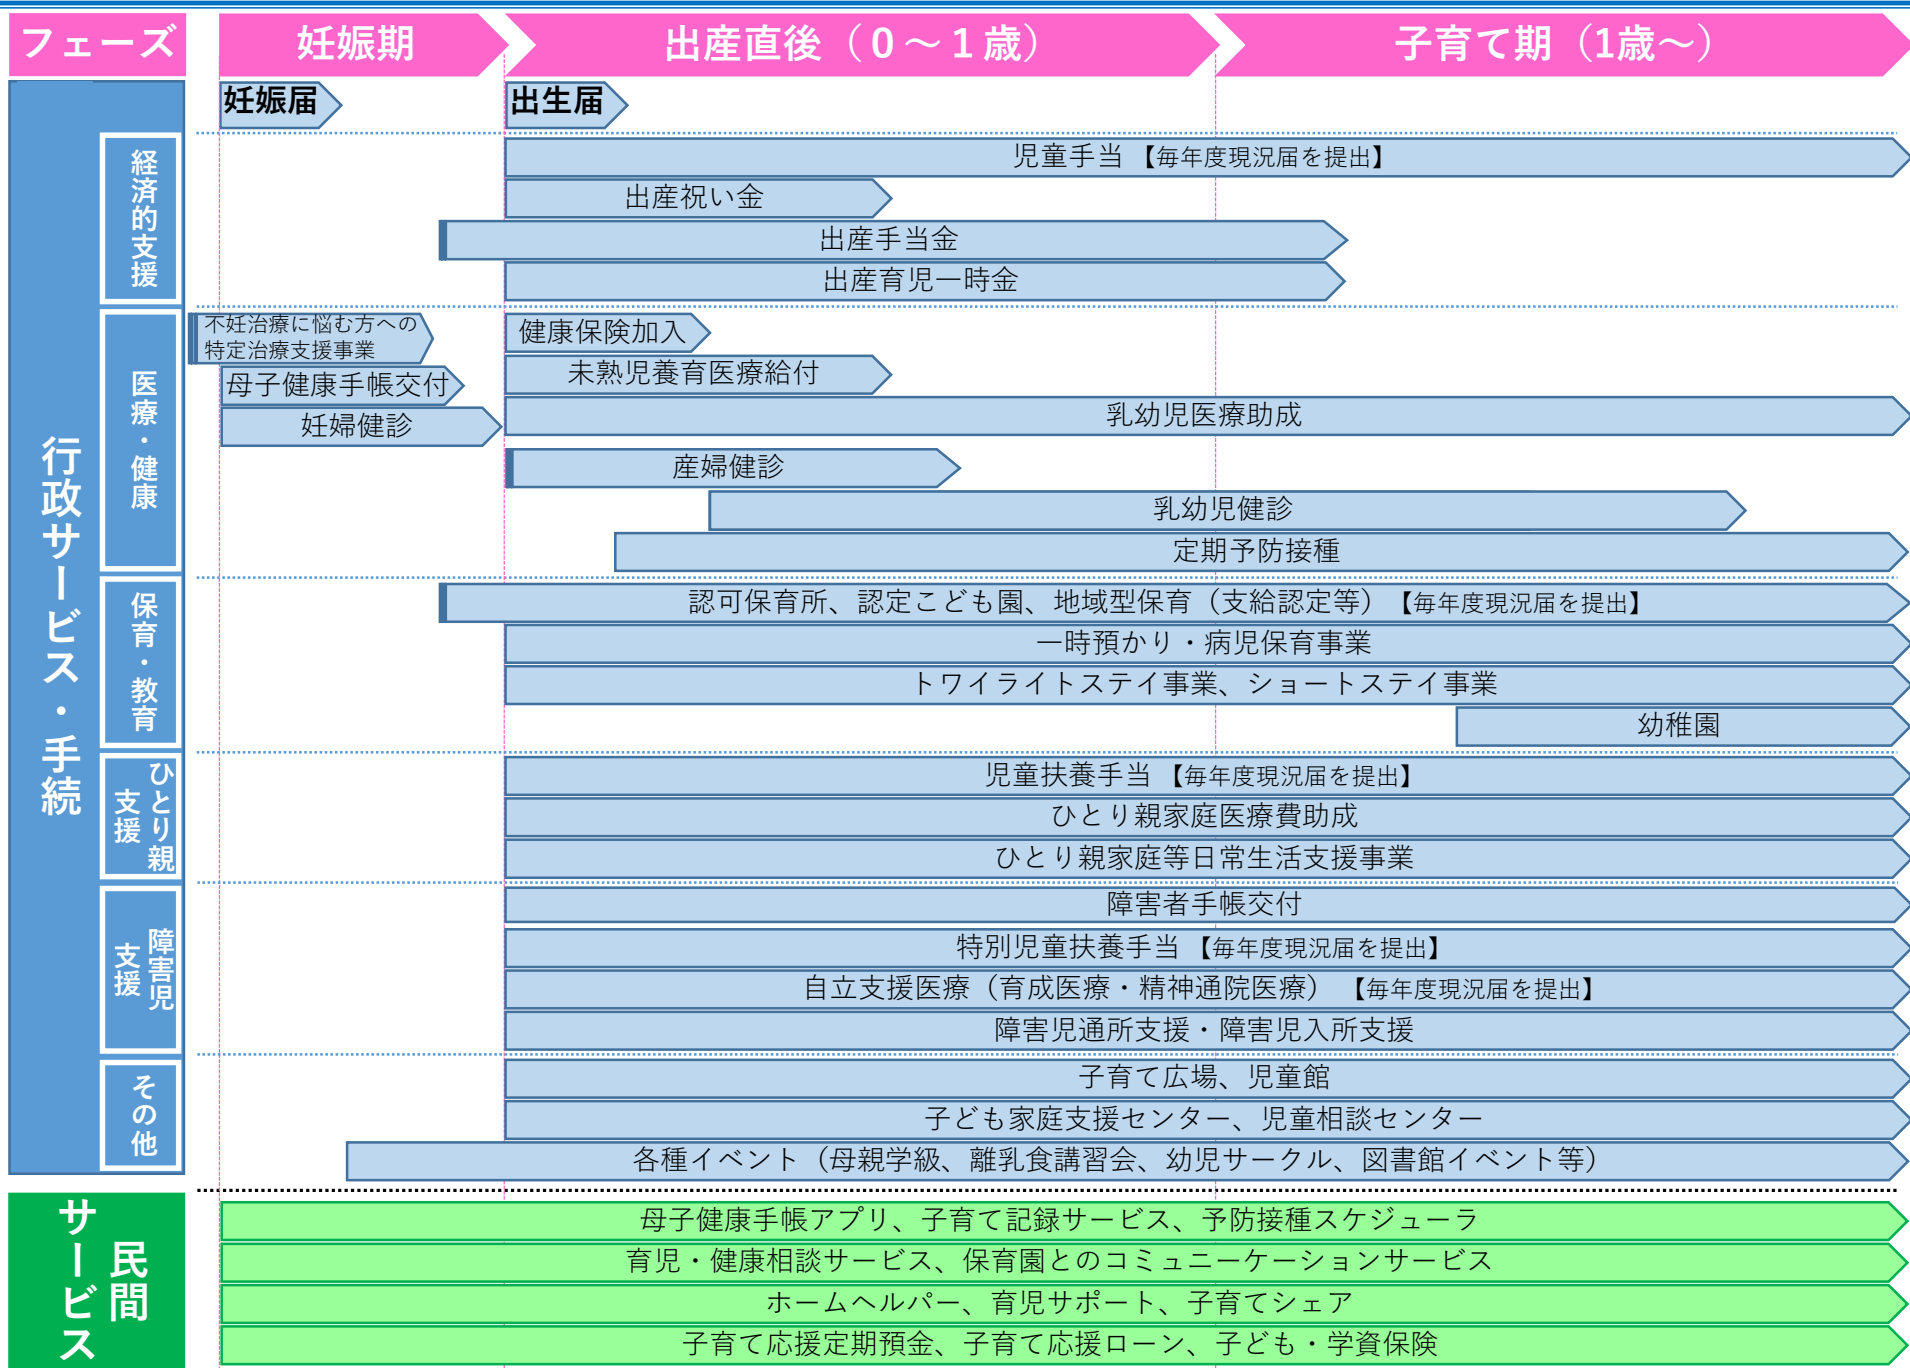 フェーズ
妊娠期
出産直後（０～１歳）
子育て期（1歳～）
行政サービス・手続
妊娠届
出生届
経済的支援
児童手当【毎年度現況届を提出】
出産祝い金
出産手当金
出産育児一時金
医療・健康
不妊治療に悩む方への
特定治療支援事業
母子健康手帳交付
妊婦健診
健康保険加入
未熟児養育医療給付
乳幼児医療助成
産婦健診
乳幼児健診
定期予防接種
保育・教育
認可保育所、認定こども園、地域型保育（支給認定等）【毎年度現況届を提出】
一時預かり・病児保育事業
トワイライトステイ事業、ショートステイ事業
幼稚園
ひとり親
支援
児童扶養手当【毎年度現況届を提出】
ひとり親家庭医療費助成
ひとり親家庭等日常生活支援事業
障害児
支援
障害者手帳交付
特別児童扶養手当【毎年度現況届を提出】
自立支援医療（育成医療・精神通院医療）【毎年度現況届を提出】
障害児通所支援・障害児入所支援
その他
子育て広場、児童館
子ども家庭支援センター、児童相談センター
各種イベント（母親学級、離乳食講習会、幼児サークル、図書館イベント等）
民間
サービス
母子健康手帳アプリ、子育て記録サービス、予防接種スケジューラ
育児・健康相談サービス、保育園とのコミュニーケーションサービス
ホームヘルパー、育児サポート、子育てシェア
子育て応援定期預金、子育て応援ローン、子ども・学資保険